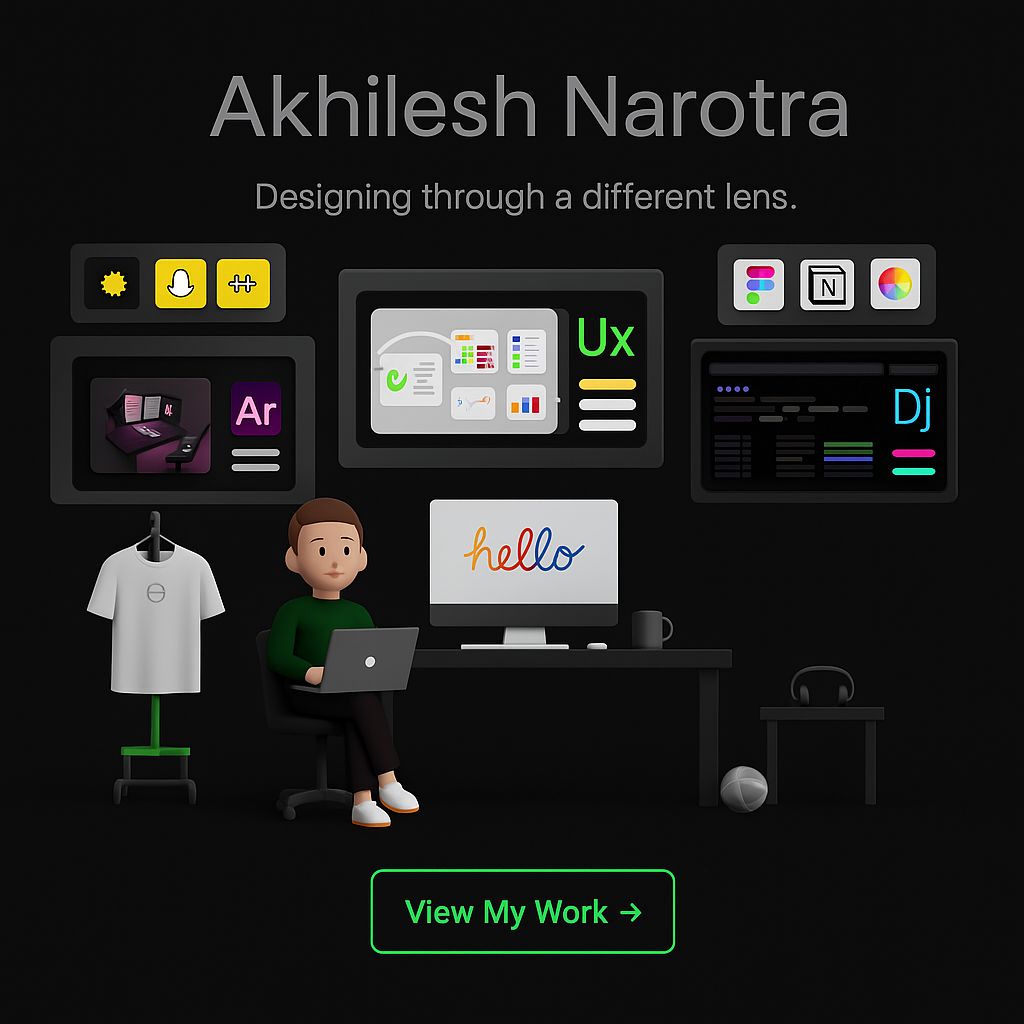 Akhilesh Narotra
Designing through a different lens.
N
Ux
Ar
Dj
hello
View My Work →